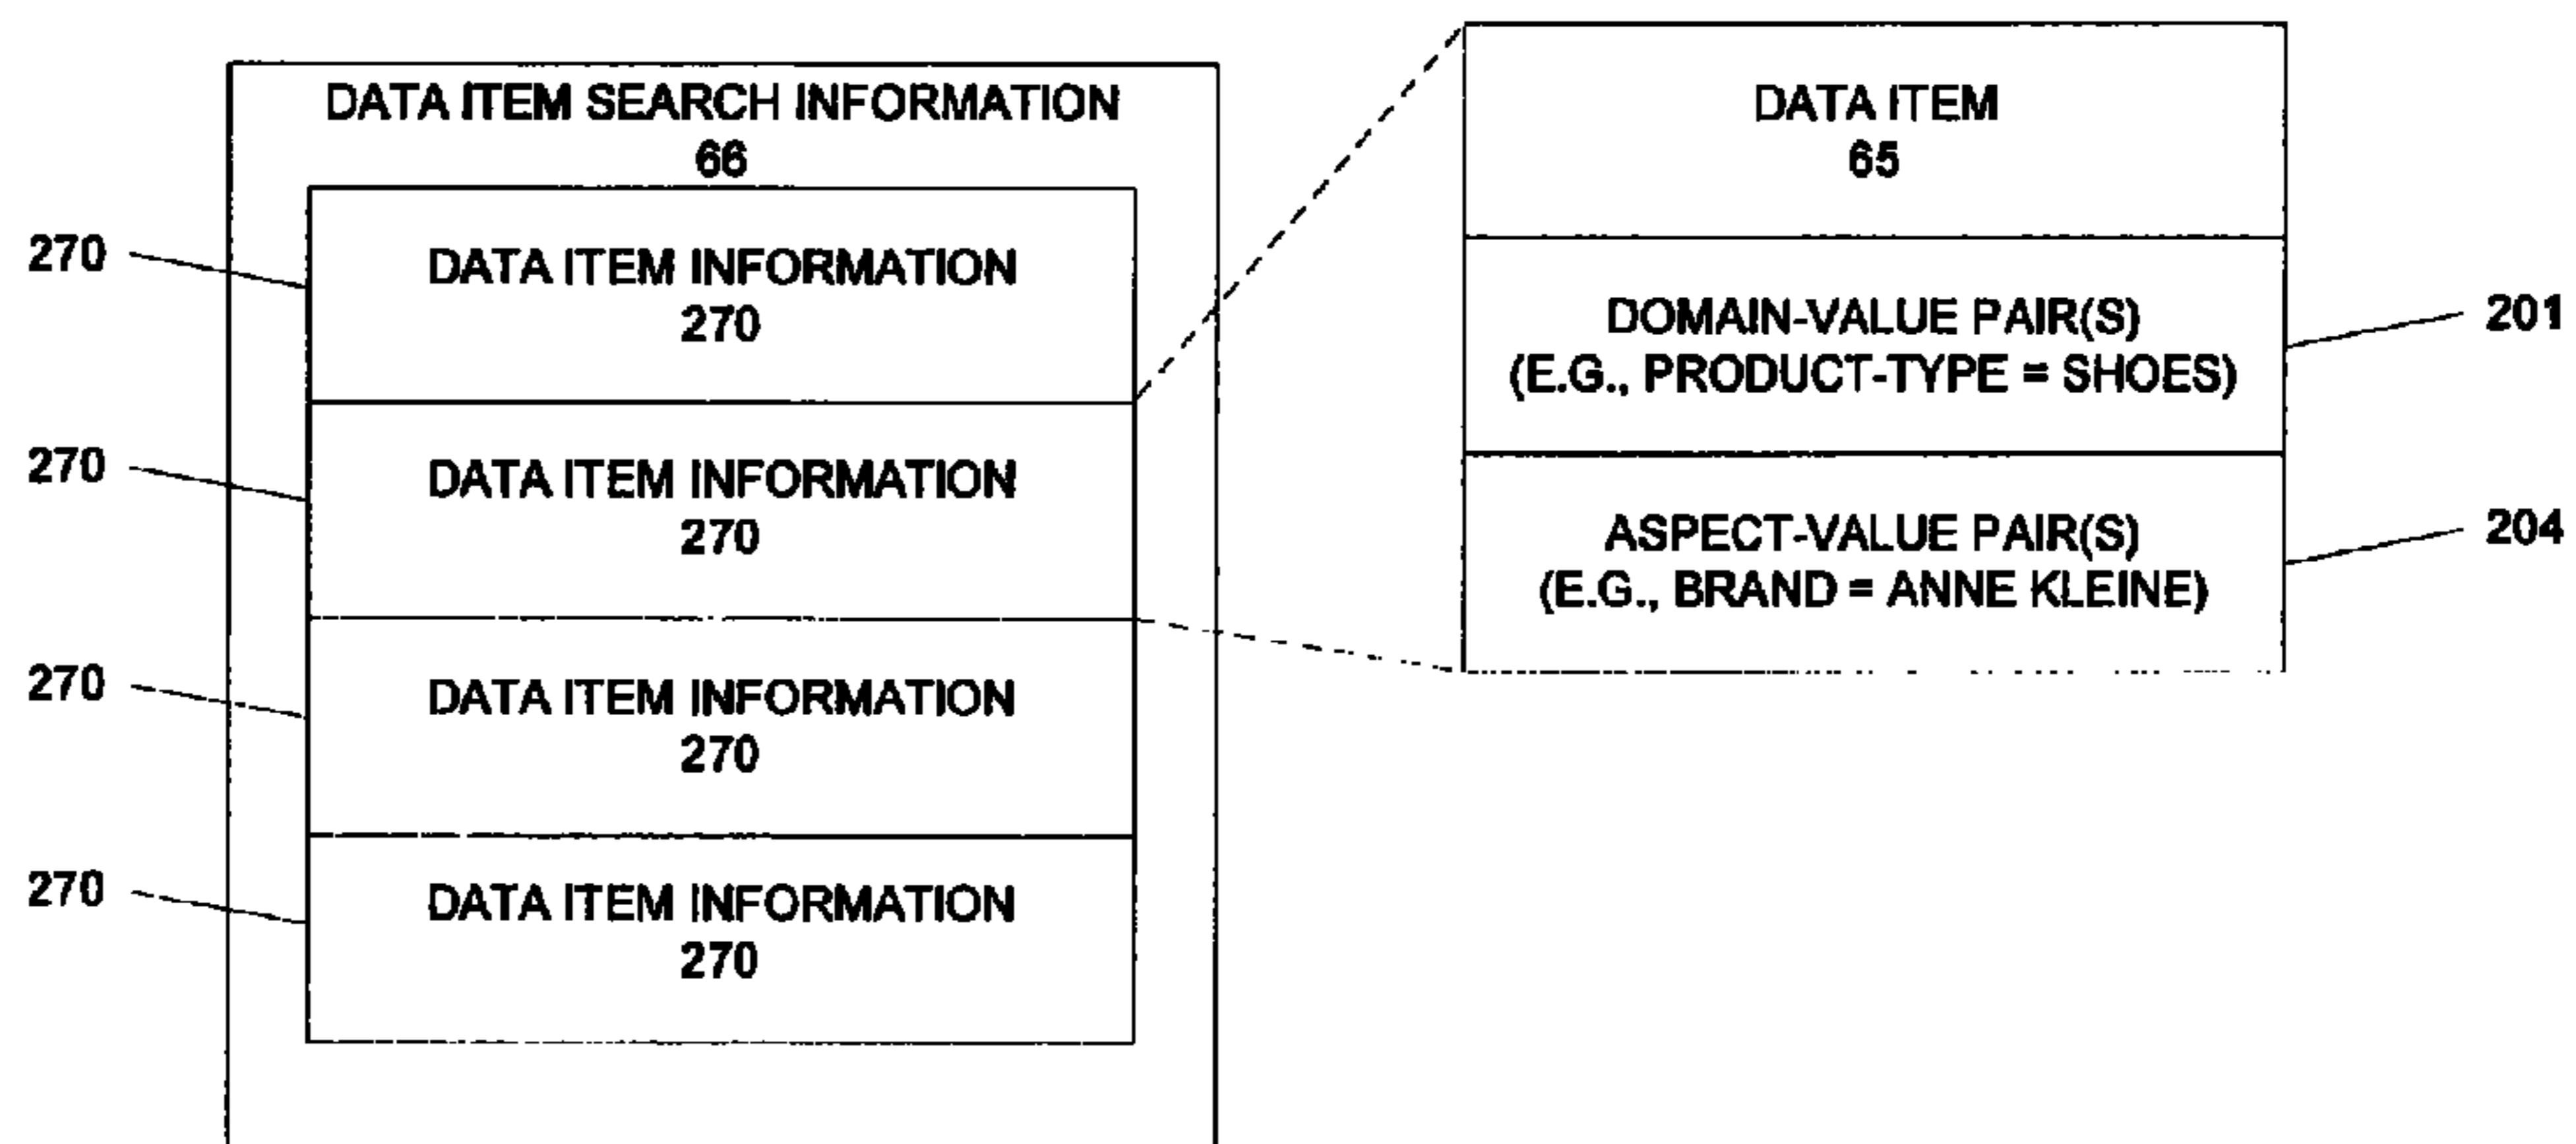 DATA ITEM SEARCH INFORMATION
66
270
DATA ITEM INFORMATION
270
270
DATA ITEM INFORMATION
270
270
DATA ITEM INFORMATION
270
270
DATA ITEM INFORMATION
270
DATA ITEM
65
DOMAIN-VALUE PAIR(S)
(E.G., PRODUCT-TYPE = SHOES)
201
ASPECT-VALUE PAIR(S)
(E.G., BRAND = ANNE KLEINE)
204